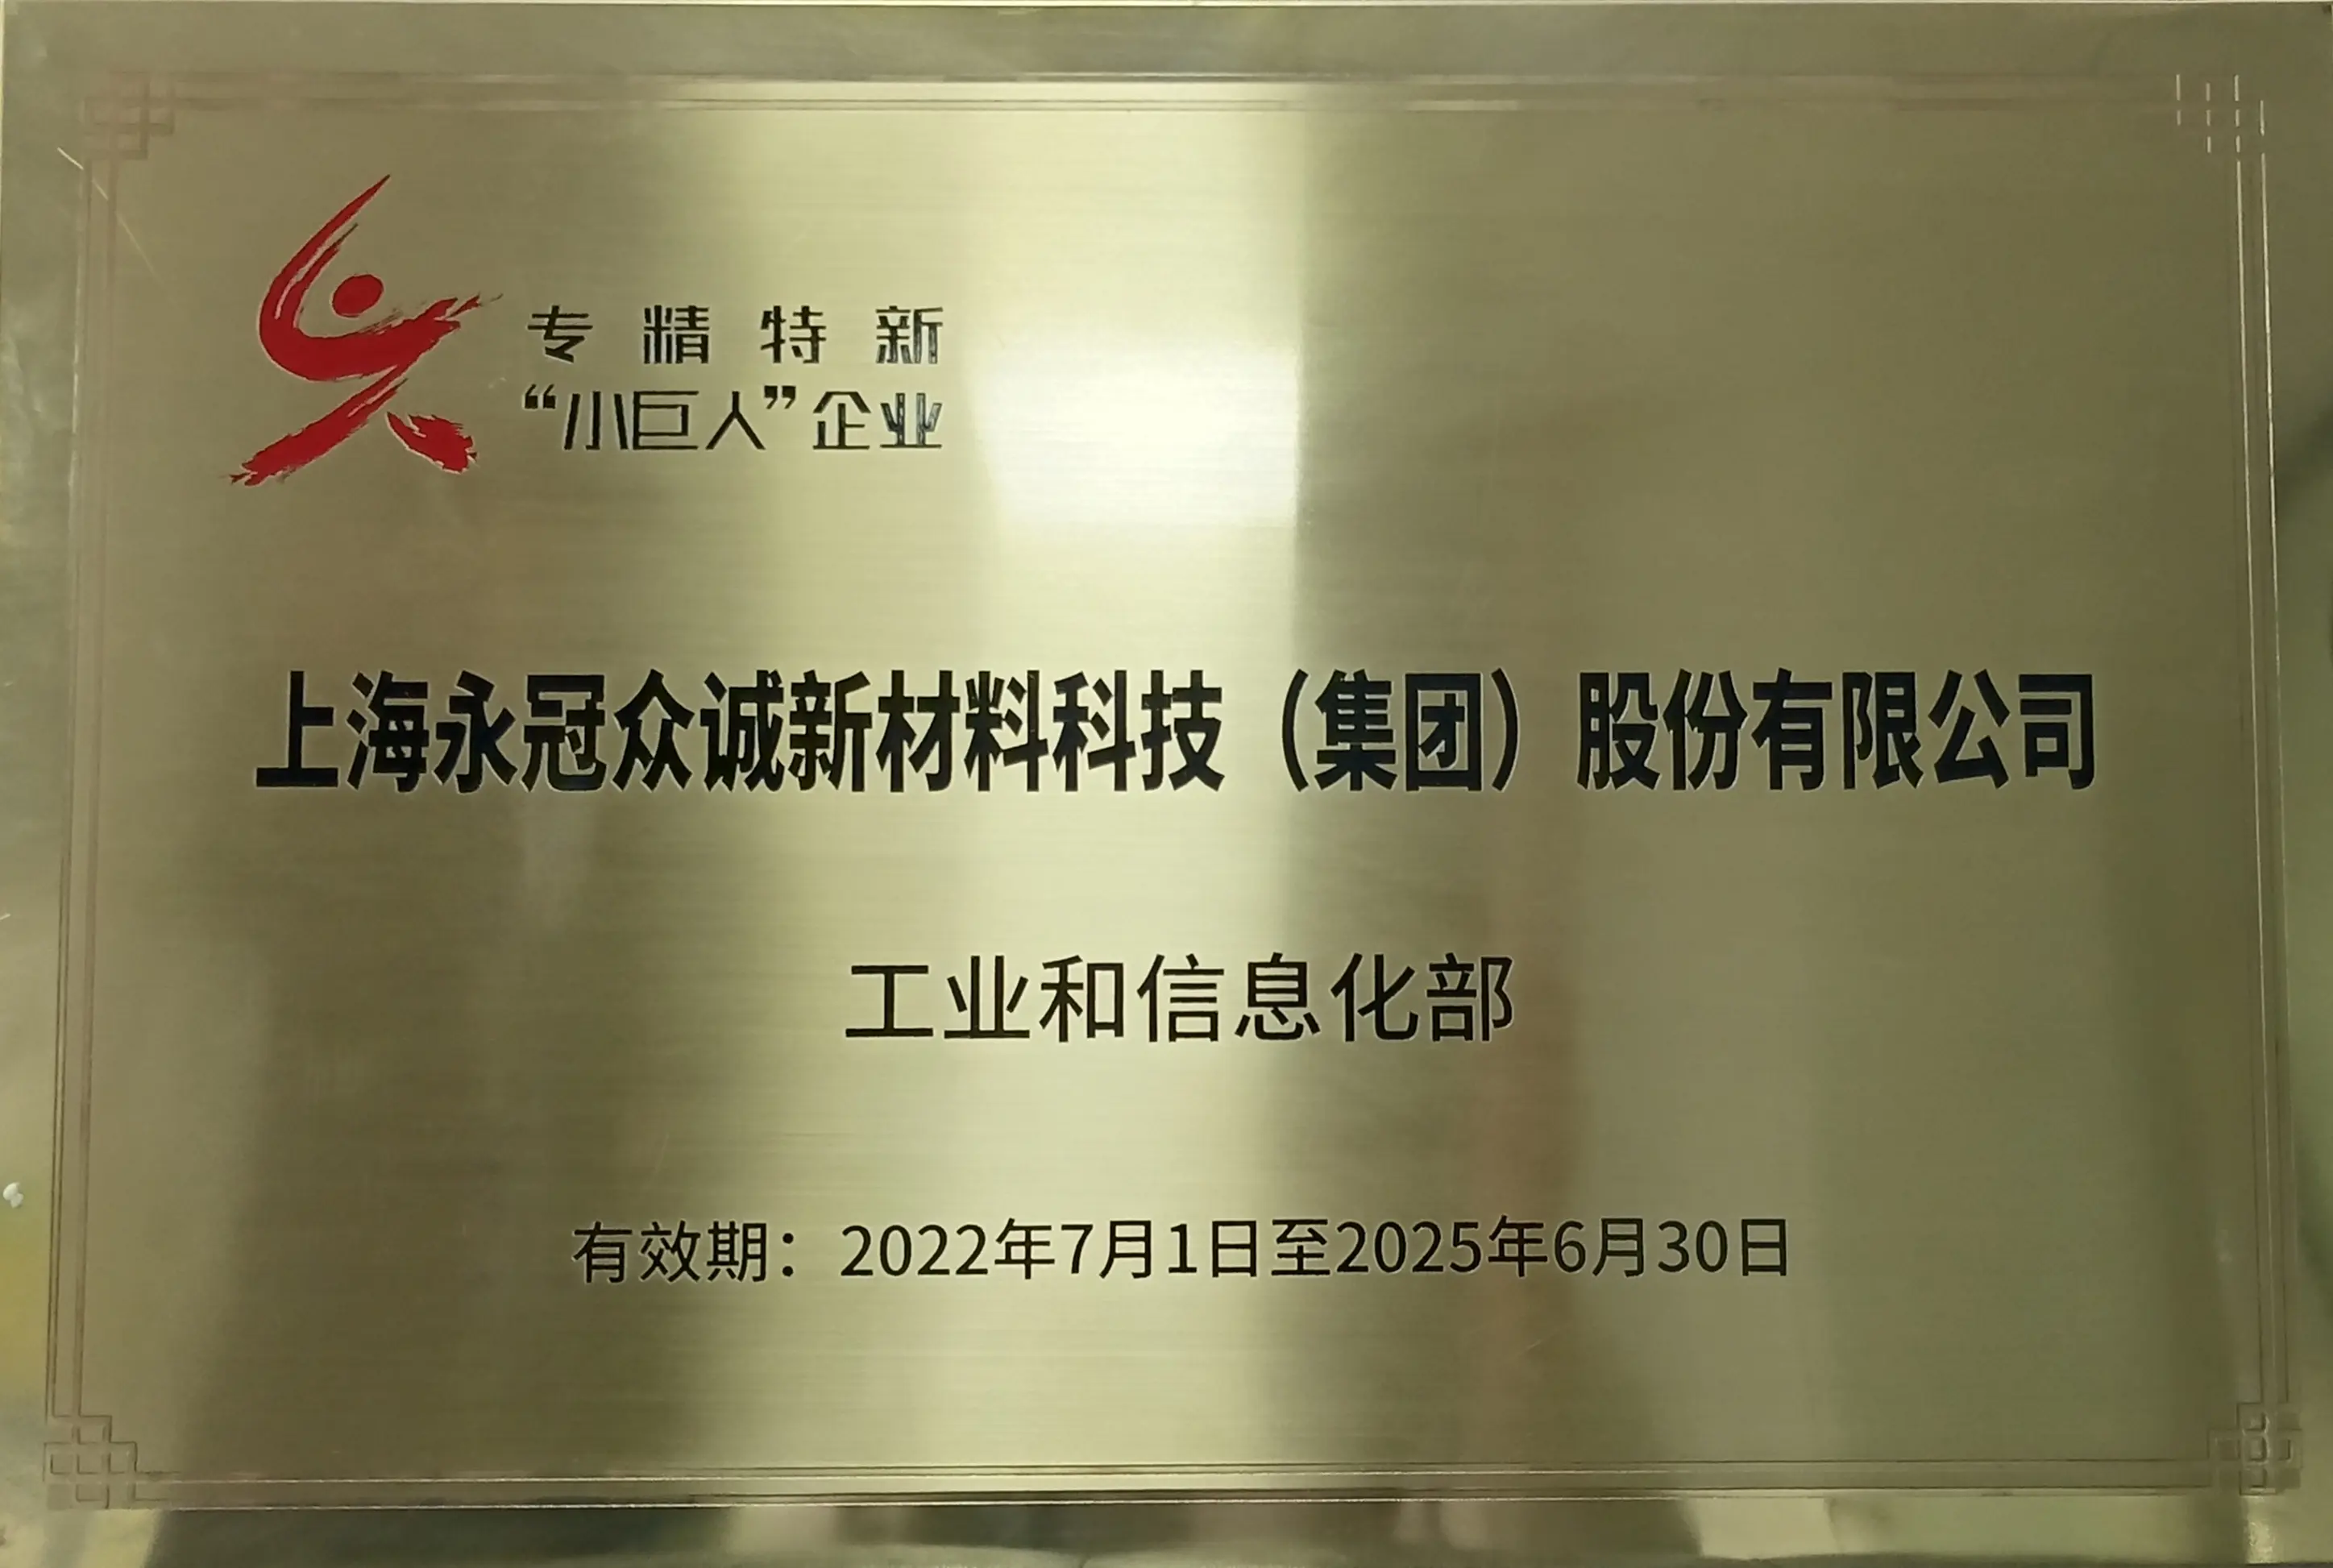 专精特新
“小巨人”企业
上海永冠众诚新材料科技（集团）股份有限公司
工业和信息化部
有效期：2022年7月1日至2025年6月30日